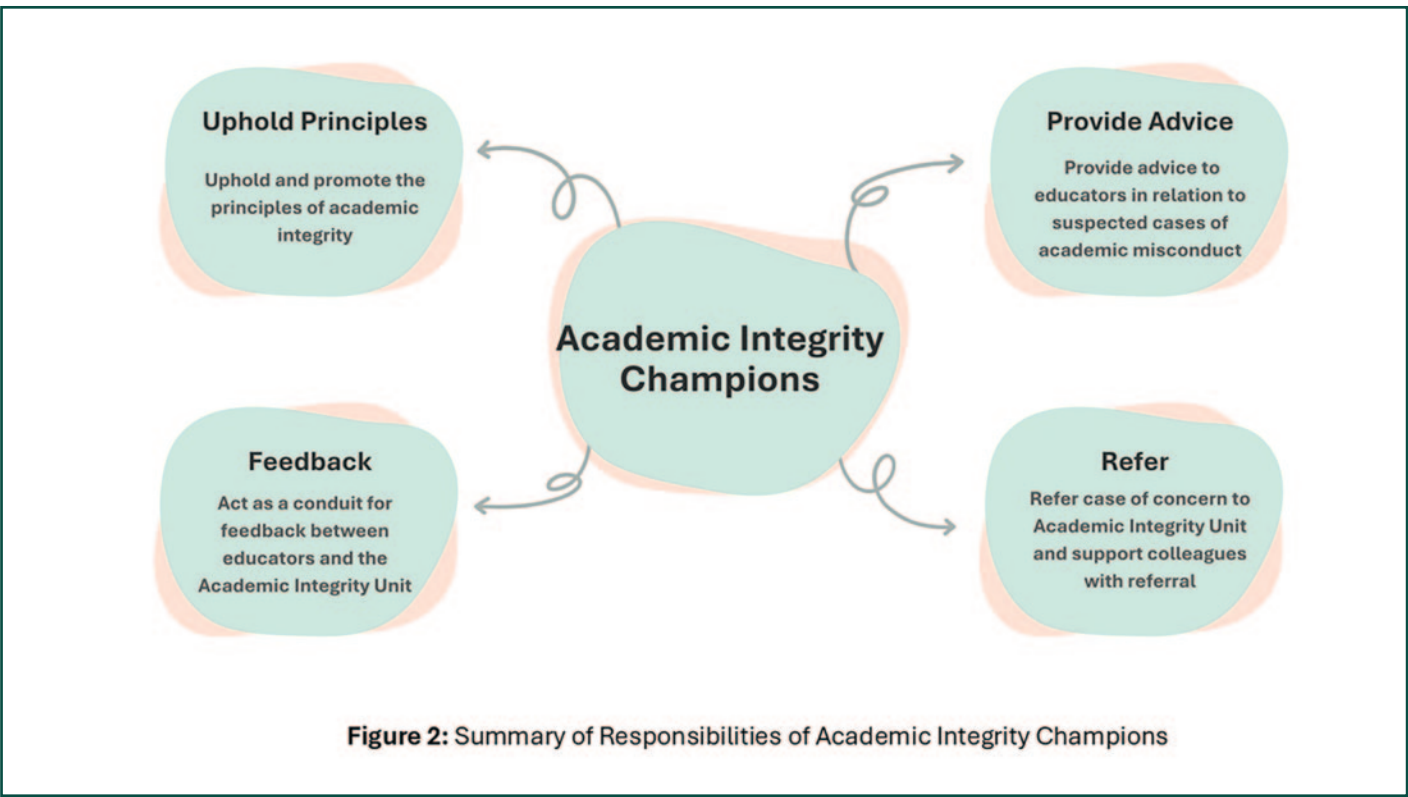 Uphold Principles
Uphold and promote the
principles of academic
integrity
Provide Advice
Provide advice to
educators in relation to
suspected cases of
academic misconduct
Academic Integrity
Champions
Feedback
Act as a conduit for
feedback between
educators and the
Academic Integrity Unit
Refer
Refer case of concern to
Academic Integrity Unit
and support colleagues
with referral
Figure 2: Summary of Responsibilities of Academic Integrity Champions